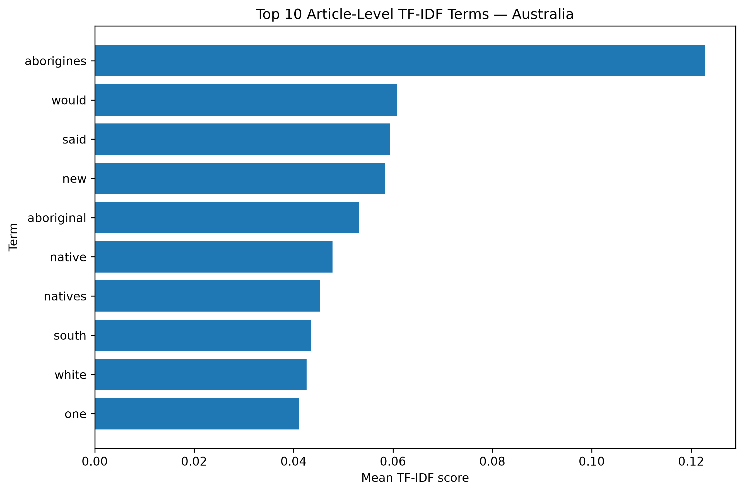 Top 10 Article-Level TF-IDF Terms — Australia
Term
aborigines
would
said
new
aboriginal
native
natives
south
white
one
0.00 0.02 0.04 0.06 0.08 0.10 0.12
Mean TF-IDF score